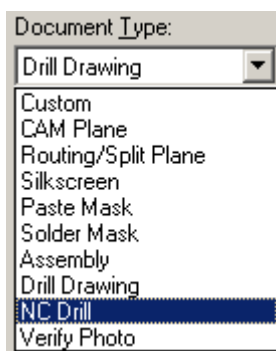 Document Type:
Drill Drawing
Custom
CAM Plane
Routing/Split Plane
Silkscreen
Paste Mask
Solder Mask
Assembly
Drill Drawing
NC Drill
Verify Photo